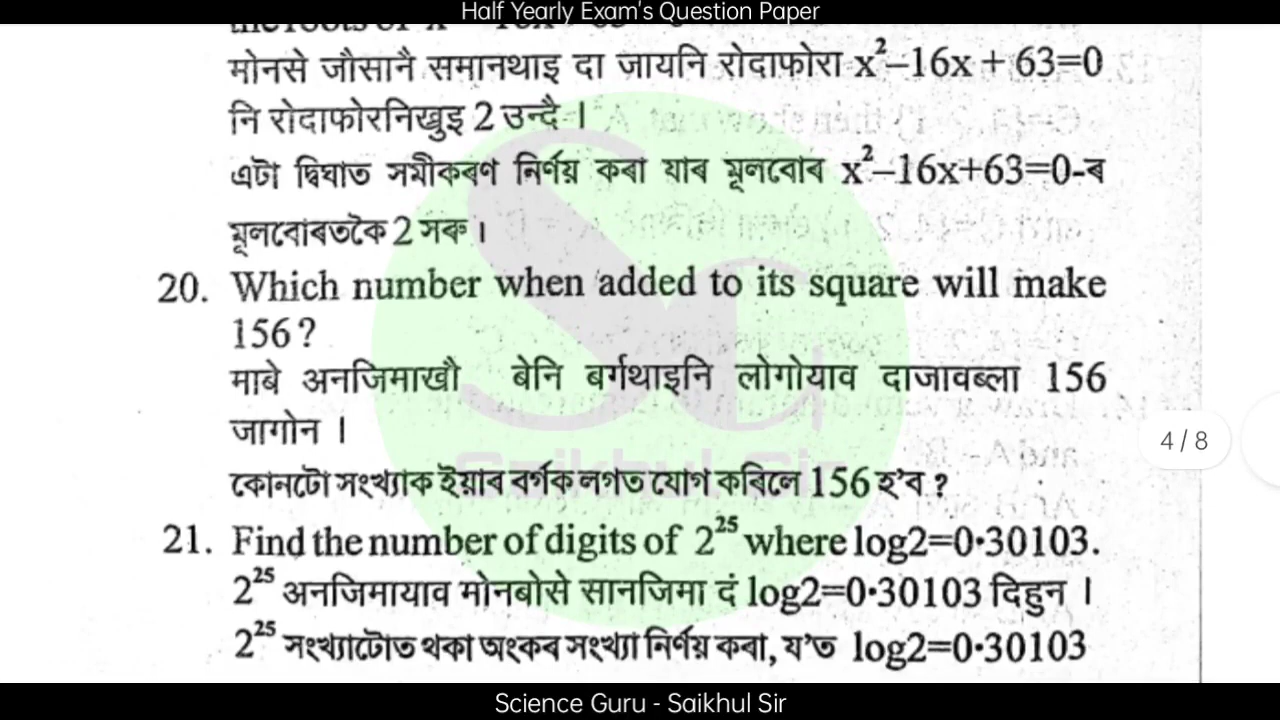 Half Yearly Exam's Question Paper
मोनसे जौसानै समानथाइ दा जायनि रोदाफोरा x²–16x + 63=0
नि रोदाफोरनिखुइ 2 उन्दै ।
এটা দ্বিঘাত সমীকৰণ নিৰ্ণয় কৰা যাৰ মূলবোৰ x²–16x+63=0-ৰ
মূলবোৰতকৈ 2 সৰু ।
20. Which number when added to its square will make
156?
माबे अनजिमाखौ बेनि बर्गथाइनि लोगोयाव दाजावब्ला 156
जागोन ।
কোনটো সংখ্যাক ইয়াৰ বৰ্গক লগত যোগ কৰিলে 156 হ'ব ?
4 / 8
21. Find the number of digits of 2²⁵ where log2=0·30103.
2²⁵ अनजिमायाव मोनबोसे सानजिमा दं log2=0·30103 दिहुन ।
2²⁵ সংখ্যাটোত থকা অংকৰ সংখ্যা নিৰ্ণয় কৰা, য'ত log2=0·30103
Saikhul Sir
Science Guru - Saikhul Sir